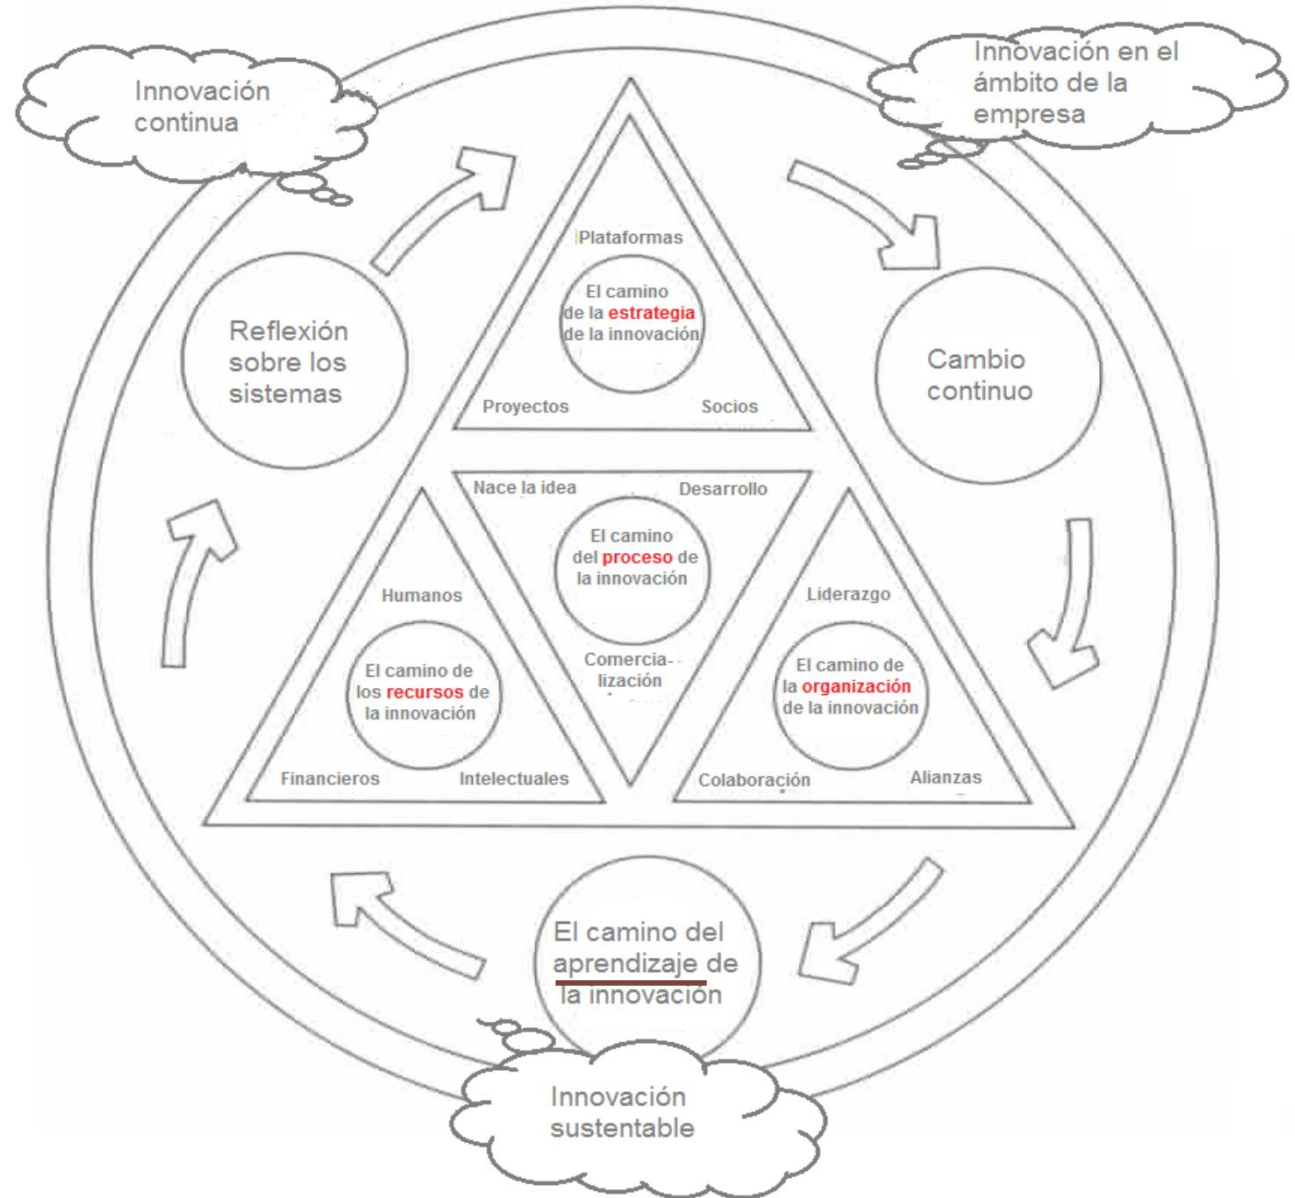 Innovación
continua
Innovación en el
ámbito de la
empresa
Reflexión
sobre los
sistemas
Cambio
continuo
Plataformas
El camino
de la estrategia
de la innovación
Proyectos
Socios
Nace la idea
Desarrollo
El camino
del proceso de
la innovación
Comercia-
lización
Humanos
El camino de
los recursos de
la innovación
Financieros
Intelectuales
Liderazgo
El camino de
la organización
de la innovación
Colaboración
Alianzas
El camino del
aprendizaje de
la innovación
Innovación
sustentable